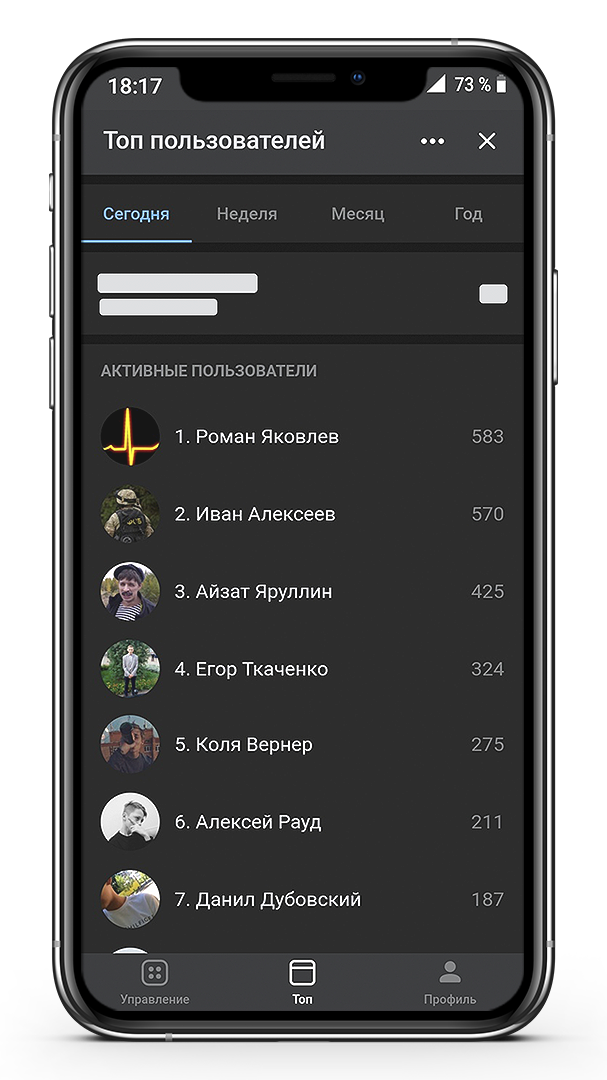 18:17
73 %
Топ пользователей
Сегодня Неделя Месяц Год
АКТИВНЫЕ ПОЛЬЗОВАТЕЛИ
1. Роман Яковлев 583
2. Иван Алексеев 570
3. Айзат Яруллин 425
4. Егор Ткаченко 324
5. Коля Вернер 275
6. Алексей Рауд 211
7. Данил Дубовский 187
Управление Топ Профиль